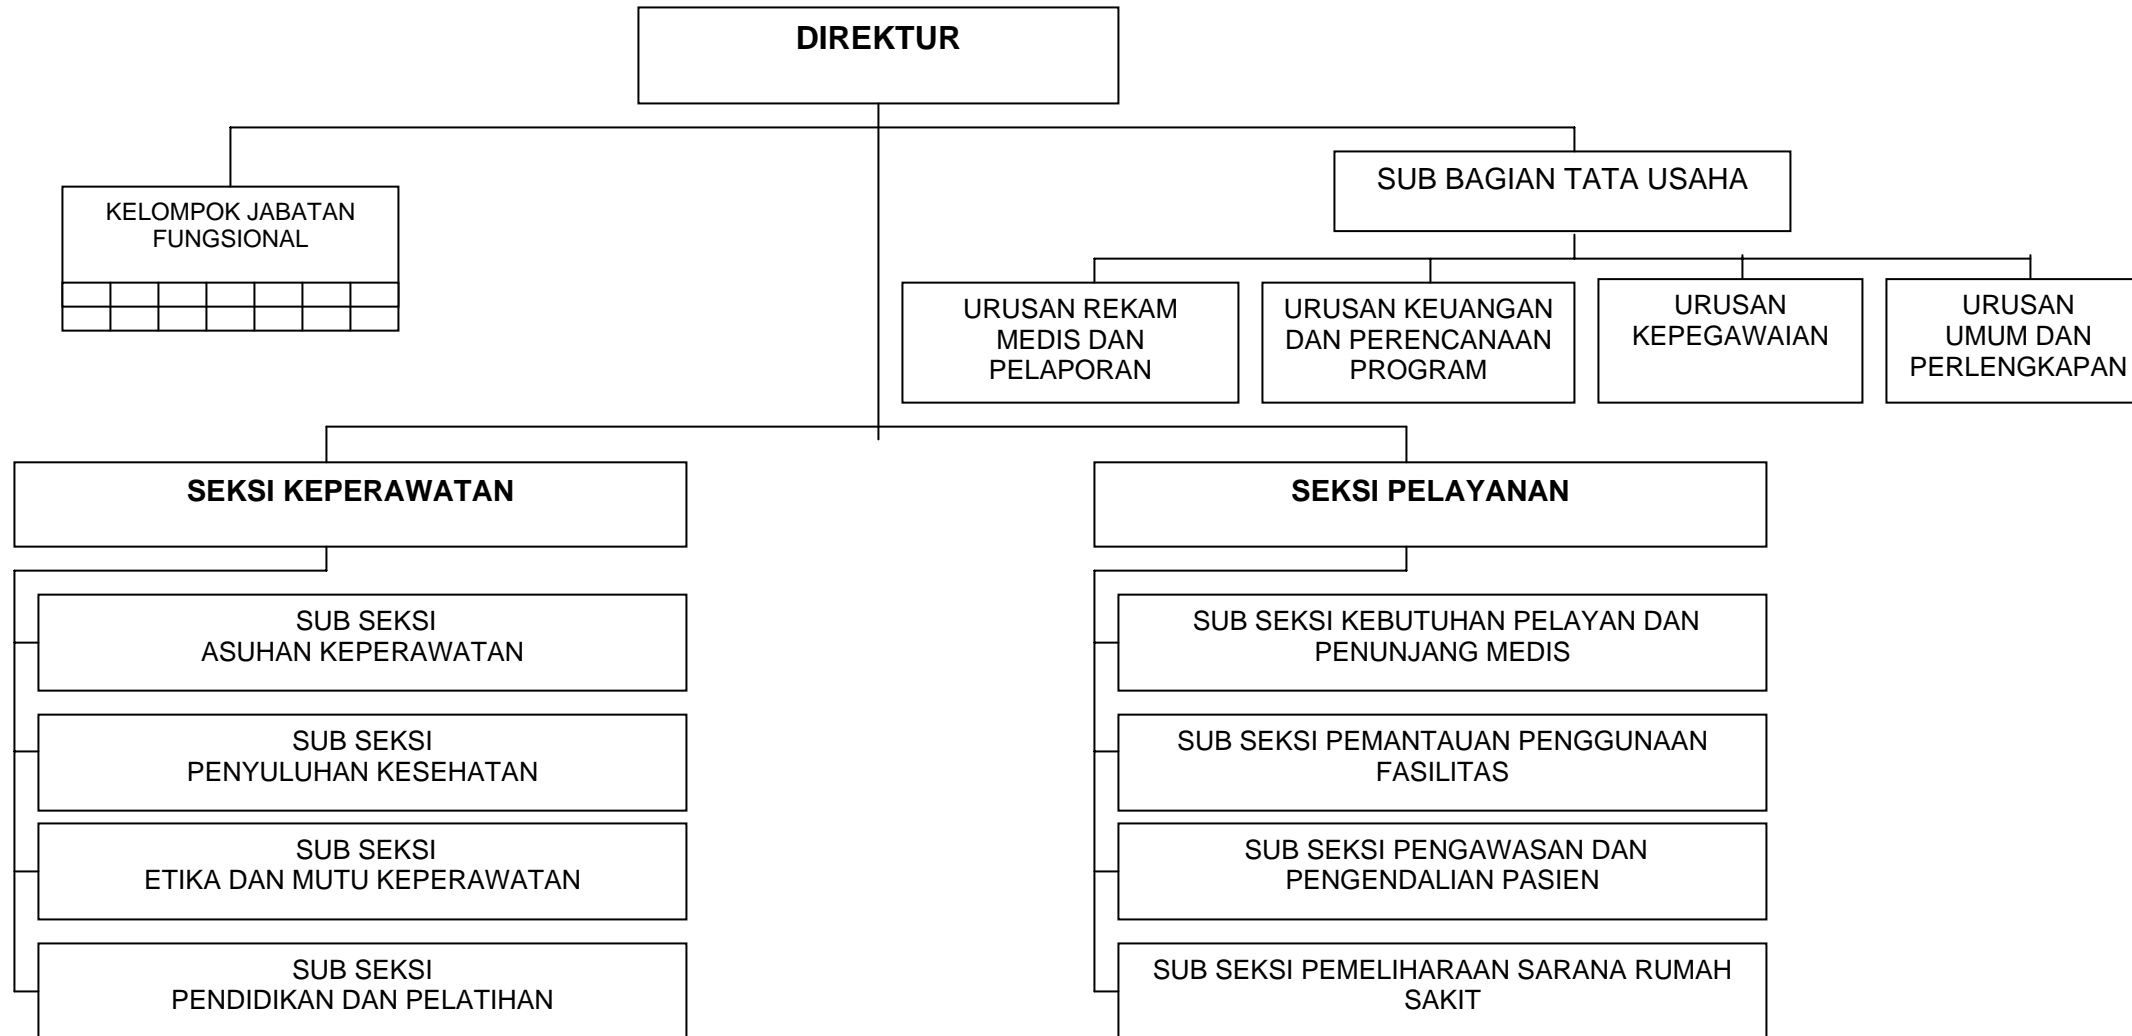 DIREKTUR
SUB BAGIAN TATA USAHA
KELOMPOK JABATAN
FUNGSIONAL
URUSAN REKAM
MEDIS DAN
PELAPORAN
URUSAN KEUANGAN
DAN PERENCANAAN
PROGRAM
URUSAN
KEPEGAWAIAN
URUSAN
UMUM DAN
PERLENGKAPAN
SEKSI KEPERAWATAN
SUB SEKSI
ASUHAN KEPERAWATAN
SUB SEKSI
PENYULUHAN KESEHATAN
SUB SEKSI
ETIKA DAN MUTU KEPERAWATAN
SUB SEKSI
PENDIDIKAN DAN PELATIHAN
SEKSI PELAYANAN
SUB SEKSI KEBUTUHAN PELAYAN DAN
PENUNJANG MEDIS
SUB SEKSI PEMANTAUAN PENGGUNAAN
FASILITAS
SUB SEKSI PENGAWASAN DAN
PENGENDALIAN PASIEN
SUB SEKSI PEMELIHARAAN SARANA RUMAH
SAKIT